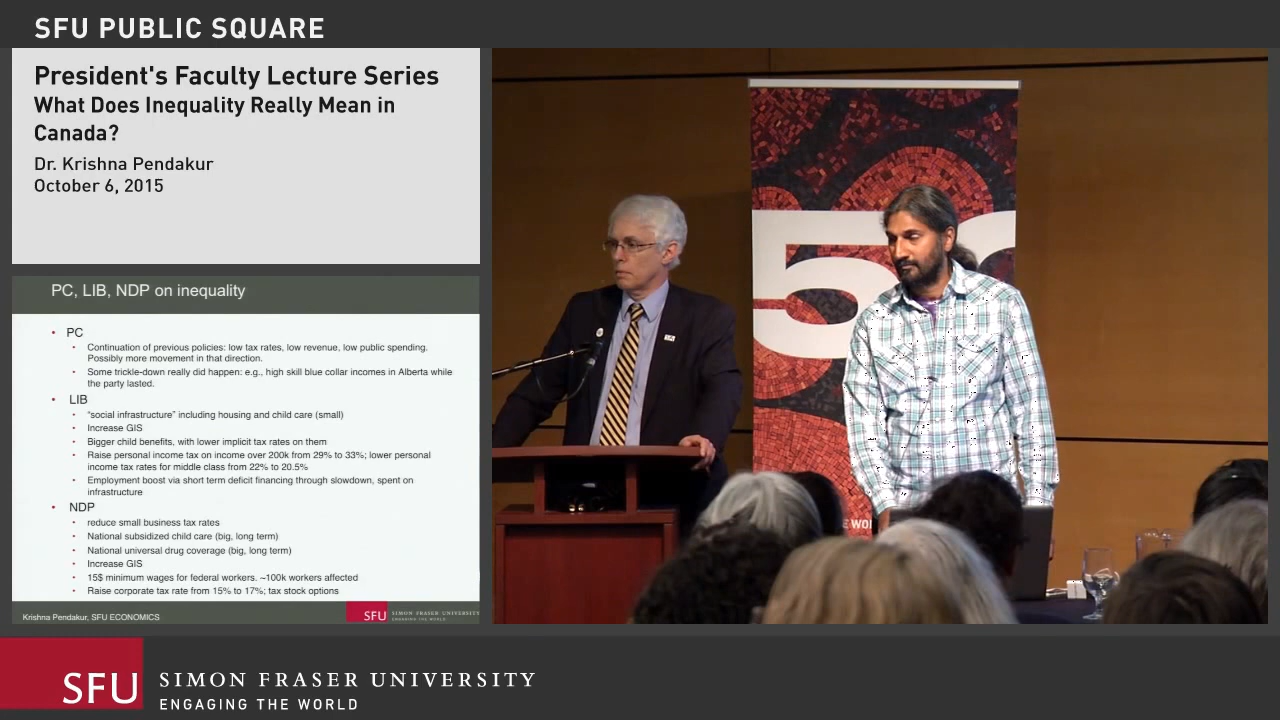 SFU PUBLIC SQUARE
President's Faculty Lecture Series
What Does Inequality Really Mean in
Canada?
Dr. Krishna Pendakur
October 6, 2015
PC, LIB, NDP on inequality
• PC
• Continuation of previous policies: low tax rates, low revenue, low public spending.
Possibly more movement in that direction.
• Some trickle-down really did happen: e.g., high skill blue collar incomes in Alberta while
the party lasted.
• LIB
• "social infrastructure" including housing and child care (small)
• Increase GIS
• Bigger child benefits, with lower implicit tax rates on them
• Raise personal income tax on income over 200k from 29% to 33%; lower personal
income tax rates for middle class from 22% to 20.5%
• Employment boost via short term deficit financing through slowdown, spent on
infrastructure
• NDP
• reduce small business tax rates
• National subsidized child care (big, long term)
• National universal drug coverage (big, long term)
• Increase GIS
• 15$ minimum wages for federal workers. ~100k workers affected
• Raise corporate tax rate from 15% to 17%; tax stock options
Krishna Pendakur, SFU ECONOMICS
SFU SIMON FRASER UNIVERSITY
ENGAGING THE WORLD
50
E WOR
SFU SIMON FRASER UNIVERSITY
ENGAGING THE WORLD